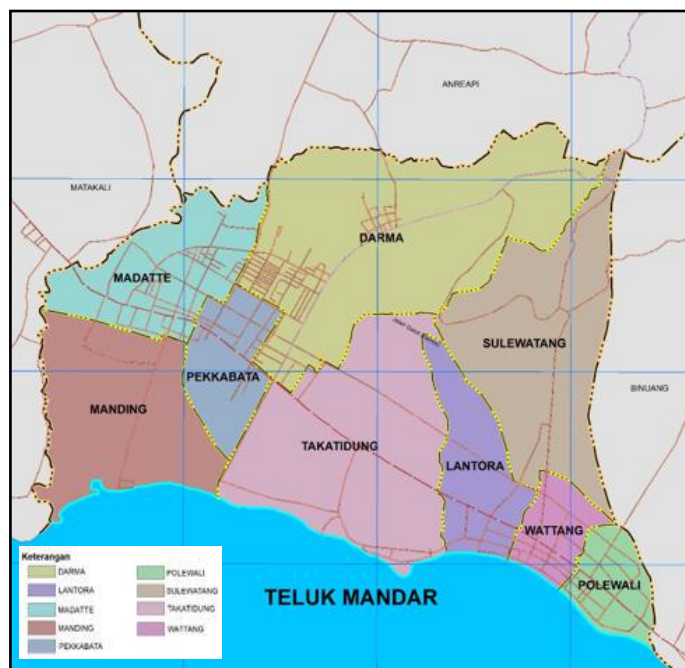 ANREAPI
MATAKALI
DARMA
MADATTE
SULEWATANG
PEKKABATA
BINUANG
MANDING
TAKATIDUNG
LANTORA
WATTANG
POLEWALI
TELUK MANDAR
Keterangan
DARMA
LANTORA
MADATTE
MANDING
PEKKABATA
POLEWALI
SULEWATANG
TAKATIDUNG
WATTANG